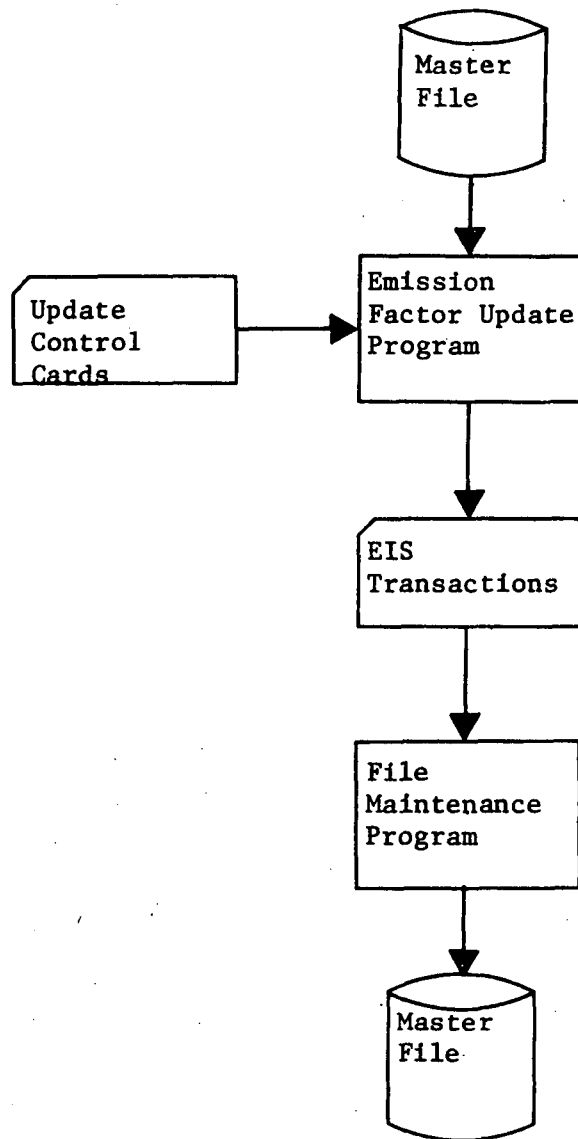 Master
File
Update
Control
Cards
Emission
Factor Update
Program
EIS
Transactions
File
Maintenance
Program
Master
File